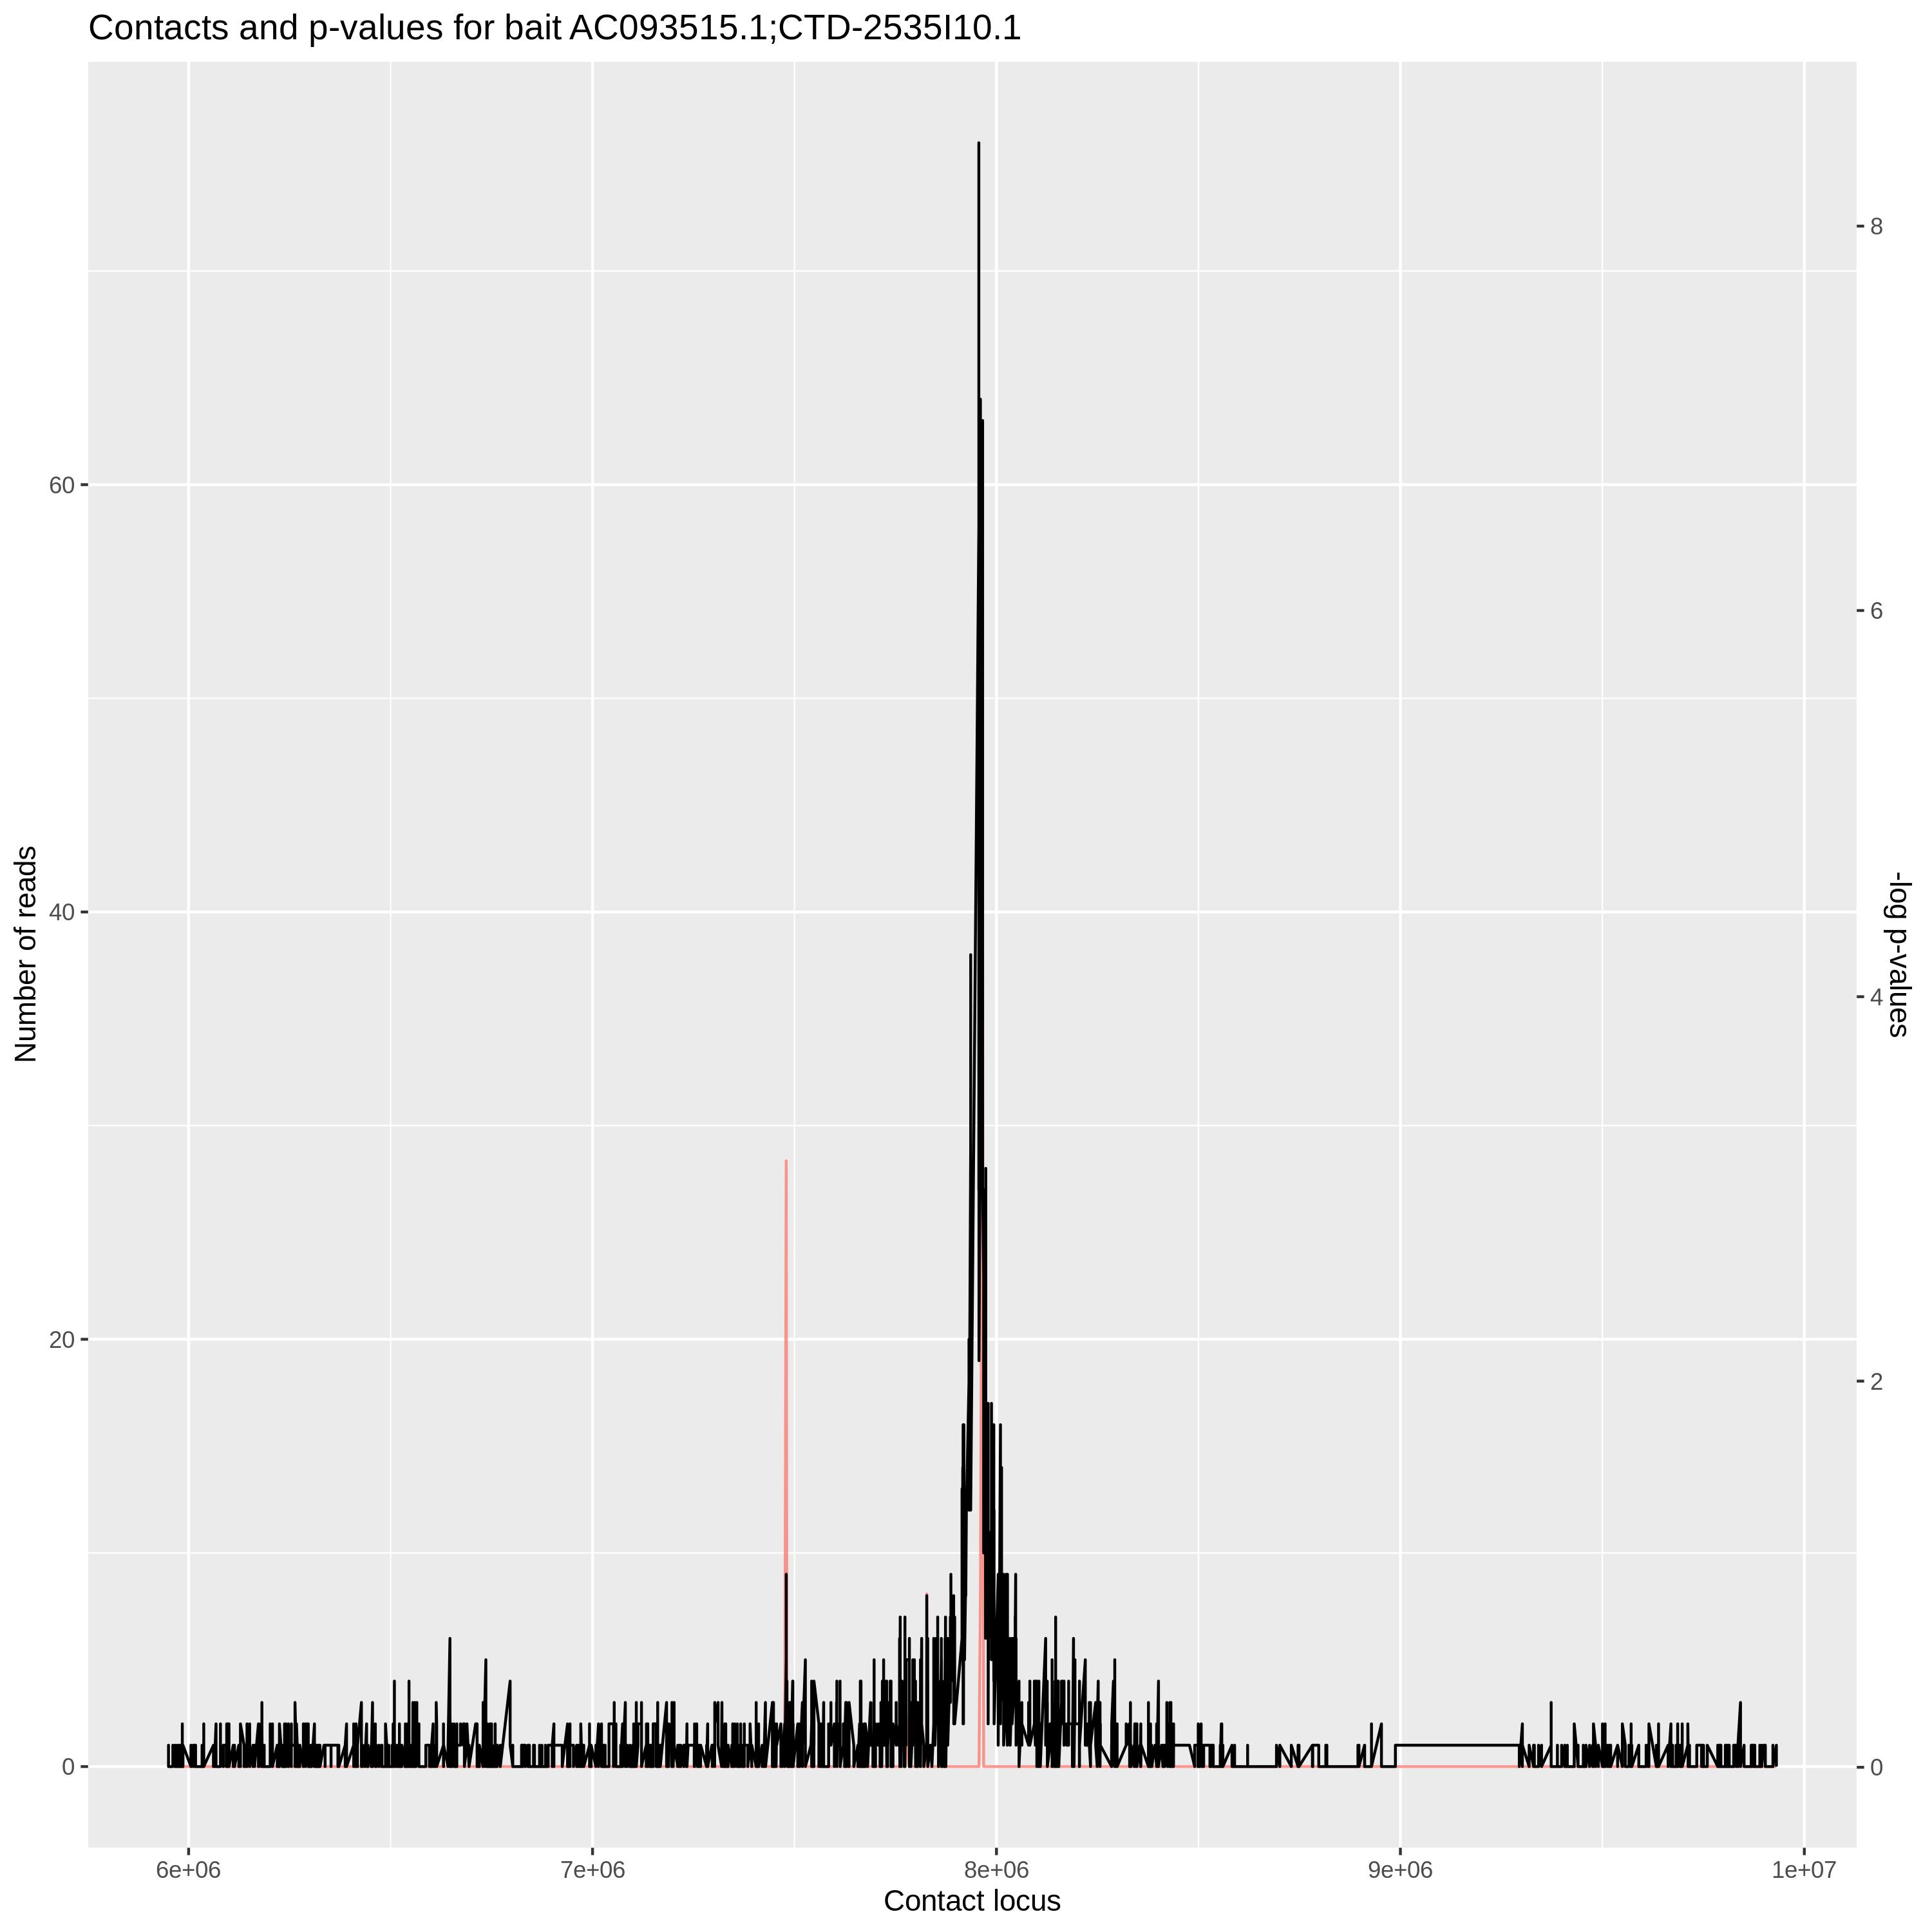 Contacts and p-values for bait AC093515.1;CTD-2535I10.1
Number of reads
60
40
20
0
8
6
4
2
0
-log p-values
6e+06
7e+06
8e+06
9e+06
1e+07
Contact locus